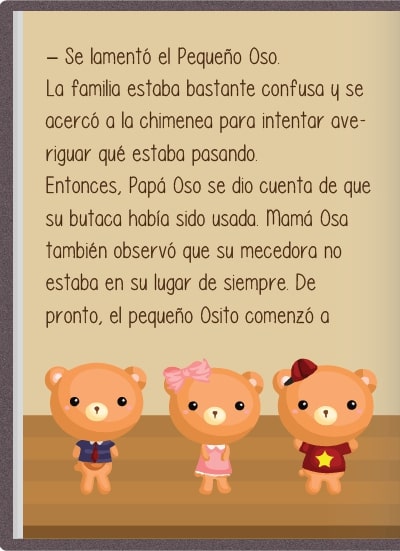 – Se lamentó el Pequeño Oso.
La familia estaba bastante confusa y se
acercó a la chimenea para intentar ave-
riguar qué estaba pasando.
Entonces, Papá Oso se dio cuenta de que
su butaca había sido usada. Mamá Osa
también observó que su mecedora no
estaba en su lugar de siempre. De
pronto, el pequeño Osito comenzó a